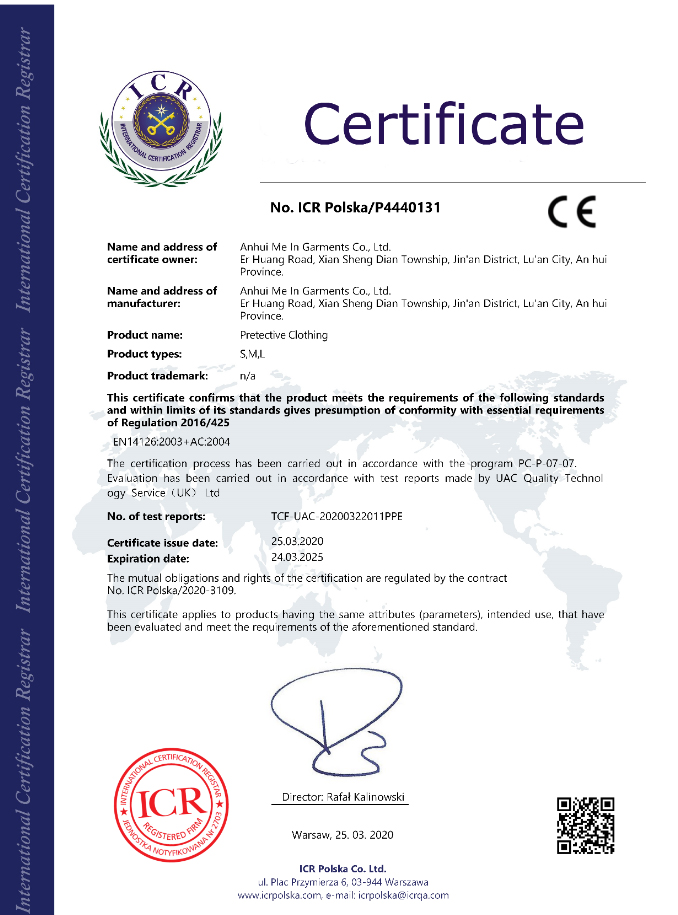 International Certification Registrar International Certification Registrar International Certification Registrar
ICR
INTERNATIONAL CERTIFICATION REGISTRAR
Certificate
No. ICR Polska/P4440131
CE
Name and address of certificate owner:
Anhui Me In Garments Co., Ltd.
Er Huang Road, Xian Sheng Dian Township, Jin'an District, Lu'an City, An hui
Province.
Name and address of manufacturer:
Anhui Me In Garments Co., Ltd.
Er Huang Road, Xian Sheng Dian Township, Jin'an District, Lu'an City, An hui
Province.
Product name: Pretective Clothing
Product types: S,M,L
Product trademark: n/a
This certificate confirms that the product meets the requirements of the following standards
and within limits of its standards gives presumption of conformity with essential requirements
of Regulation 2016/425
EN14126:2003+AC:2004
The certification process has been carried out in accordance with the program PC-P-07-07.
Evaluation has been carried out in accordance with test reports made by UAC Quality Technol
ogy Service（UK） Ltd
No. of test reports: TCF-UAC-20200322011PPE
Certificate issue date: 25.03.2020
Expiration date: 24.03.2025
The mutual obligations and rights of the certification are regulated by the contract
No. ICR Polska/2020-3109.
This certificate applies to products having the same attributes (parameters), intended use, that have
been evaluated and meet the requirements of the aforementioned standard.
INTERNATIONAL CERTIFICATION REGISTRAR
ICR
REGISTERED FIRM
JEDNOSTKA NOTYFIKOWANA Nr 2703
Director: Rafał Kalinowski
Warsaw, 25. 03. 2020
ICR Polska Co. Ltd.
ul. Plac Przymierza 6, 03-944 Warszawa
www.icrpolska.com, e-mail: icrpolska@icrqa.com